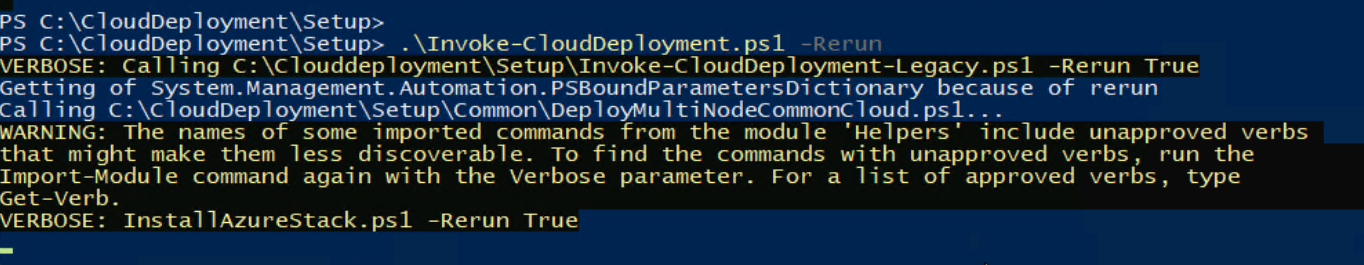 PS C:\CloudDeployment\Setup>
PS C:\CloudDeployment\Setup> .\Invoke-CloudDeployment.ps1 -Rerun
VERBOSE: Calling C:\Clouddeployment\Setup\Invoke-CloudDeployment-Legacy.ps1 -Rerun True
Getting of System.Management.Automation.PSBoundParametersDictionary because of rerun
Calling C:\CloudDeployment\Setup\Common\DeployMultiNodeCommonCloud.ps1...
WARNING: The names of some imported commands from the module 'Helpers' include unapproved verbs
that might make them less discoverable. To find the commands with unapproved verbs, run the
Import-Module command again with the Verbose parameter. For a list of approved verbs, type
Get-Verb.
VERBOSE: InstallAzureStack.ps1 -Rerun True